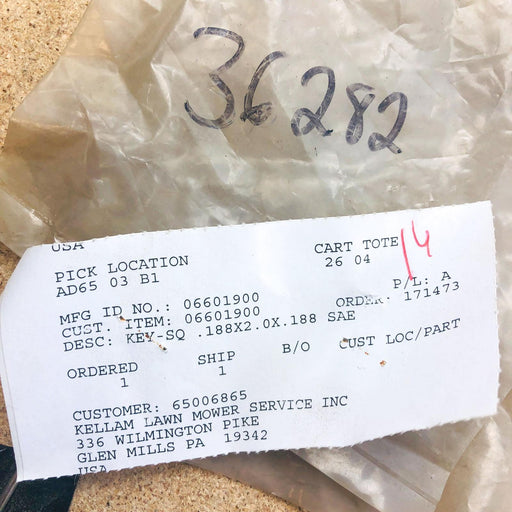 36282
USA
PICK LOCATION CART TOTE 14
AD65 03 B1 26 04
P/L: A
MFG ID NO.: 06601900 ORDER: 171473
CUST. ITEM: 06601900
DESC: KEY-SQ .188X2.0X.188 SAE
ORDERED SHIP B/O CUST LOC/PART
1 1
CUSTOMER: 65006865
KELLAM LAWN MOWER SERVICE INC
336 WILMINGTON PIKE
GLEN MILLS PA 19342
USA